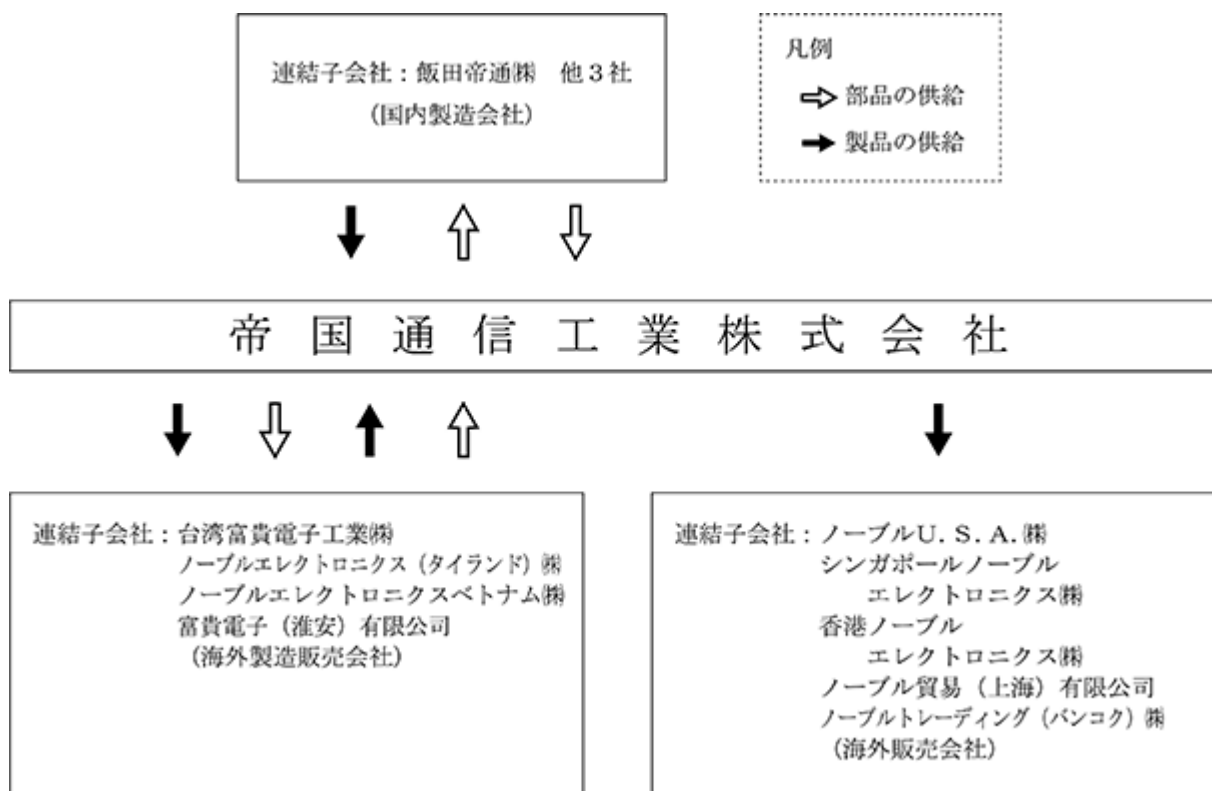 連結子会社：飯田帝通㈱　他３社
（国内製造会社）
凡例
部品の供給
製品の供給
帝国通信工業株式会社
連結子会社：台湾富貴電子工業㈱
ノーブルエレクトロニクス（タイランド）㈱
ノーブルエレクトロニクスベトナム㈱
富貴電子（淮安）有限公司
（海外製造販売会社）
連結子会社：ノーブルＵ．Ｓ．Ａ．㈱
シンガポールノーブル
エレクトロニクス㈱
香港ノーブル
エレクトロニクス㈱
ノーブル貿易（上海）有限公司
ノーブルトレーディング（バンコク）㈱
（海外販売会社）